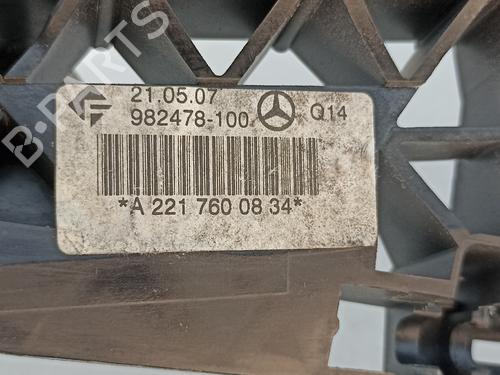 21.05.07
982478-100 Q14
*A 221 760 08 34*
B-PARTS